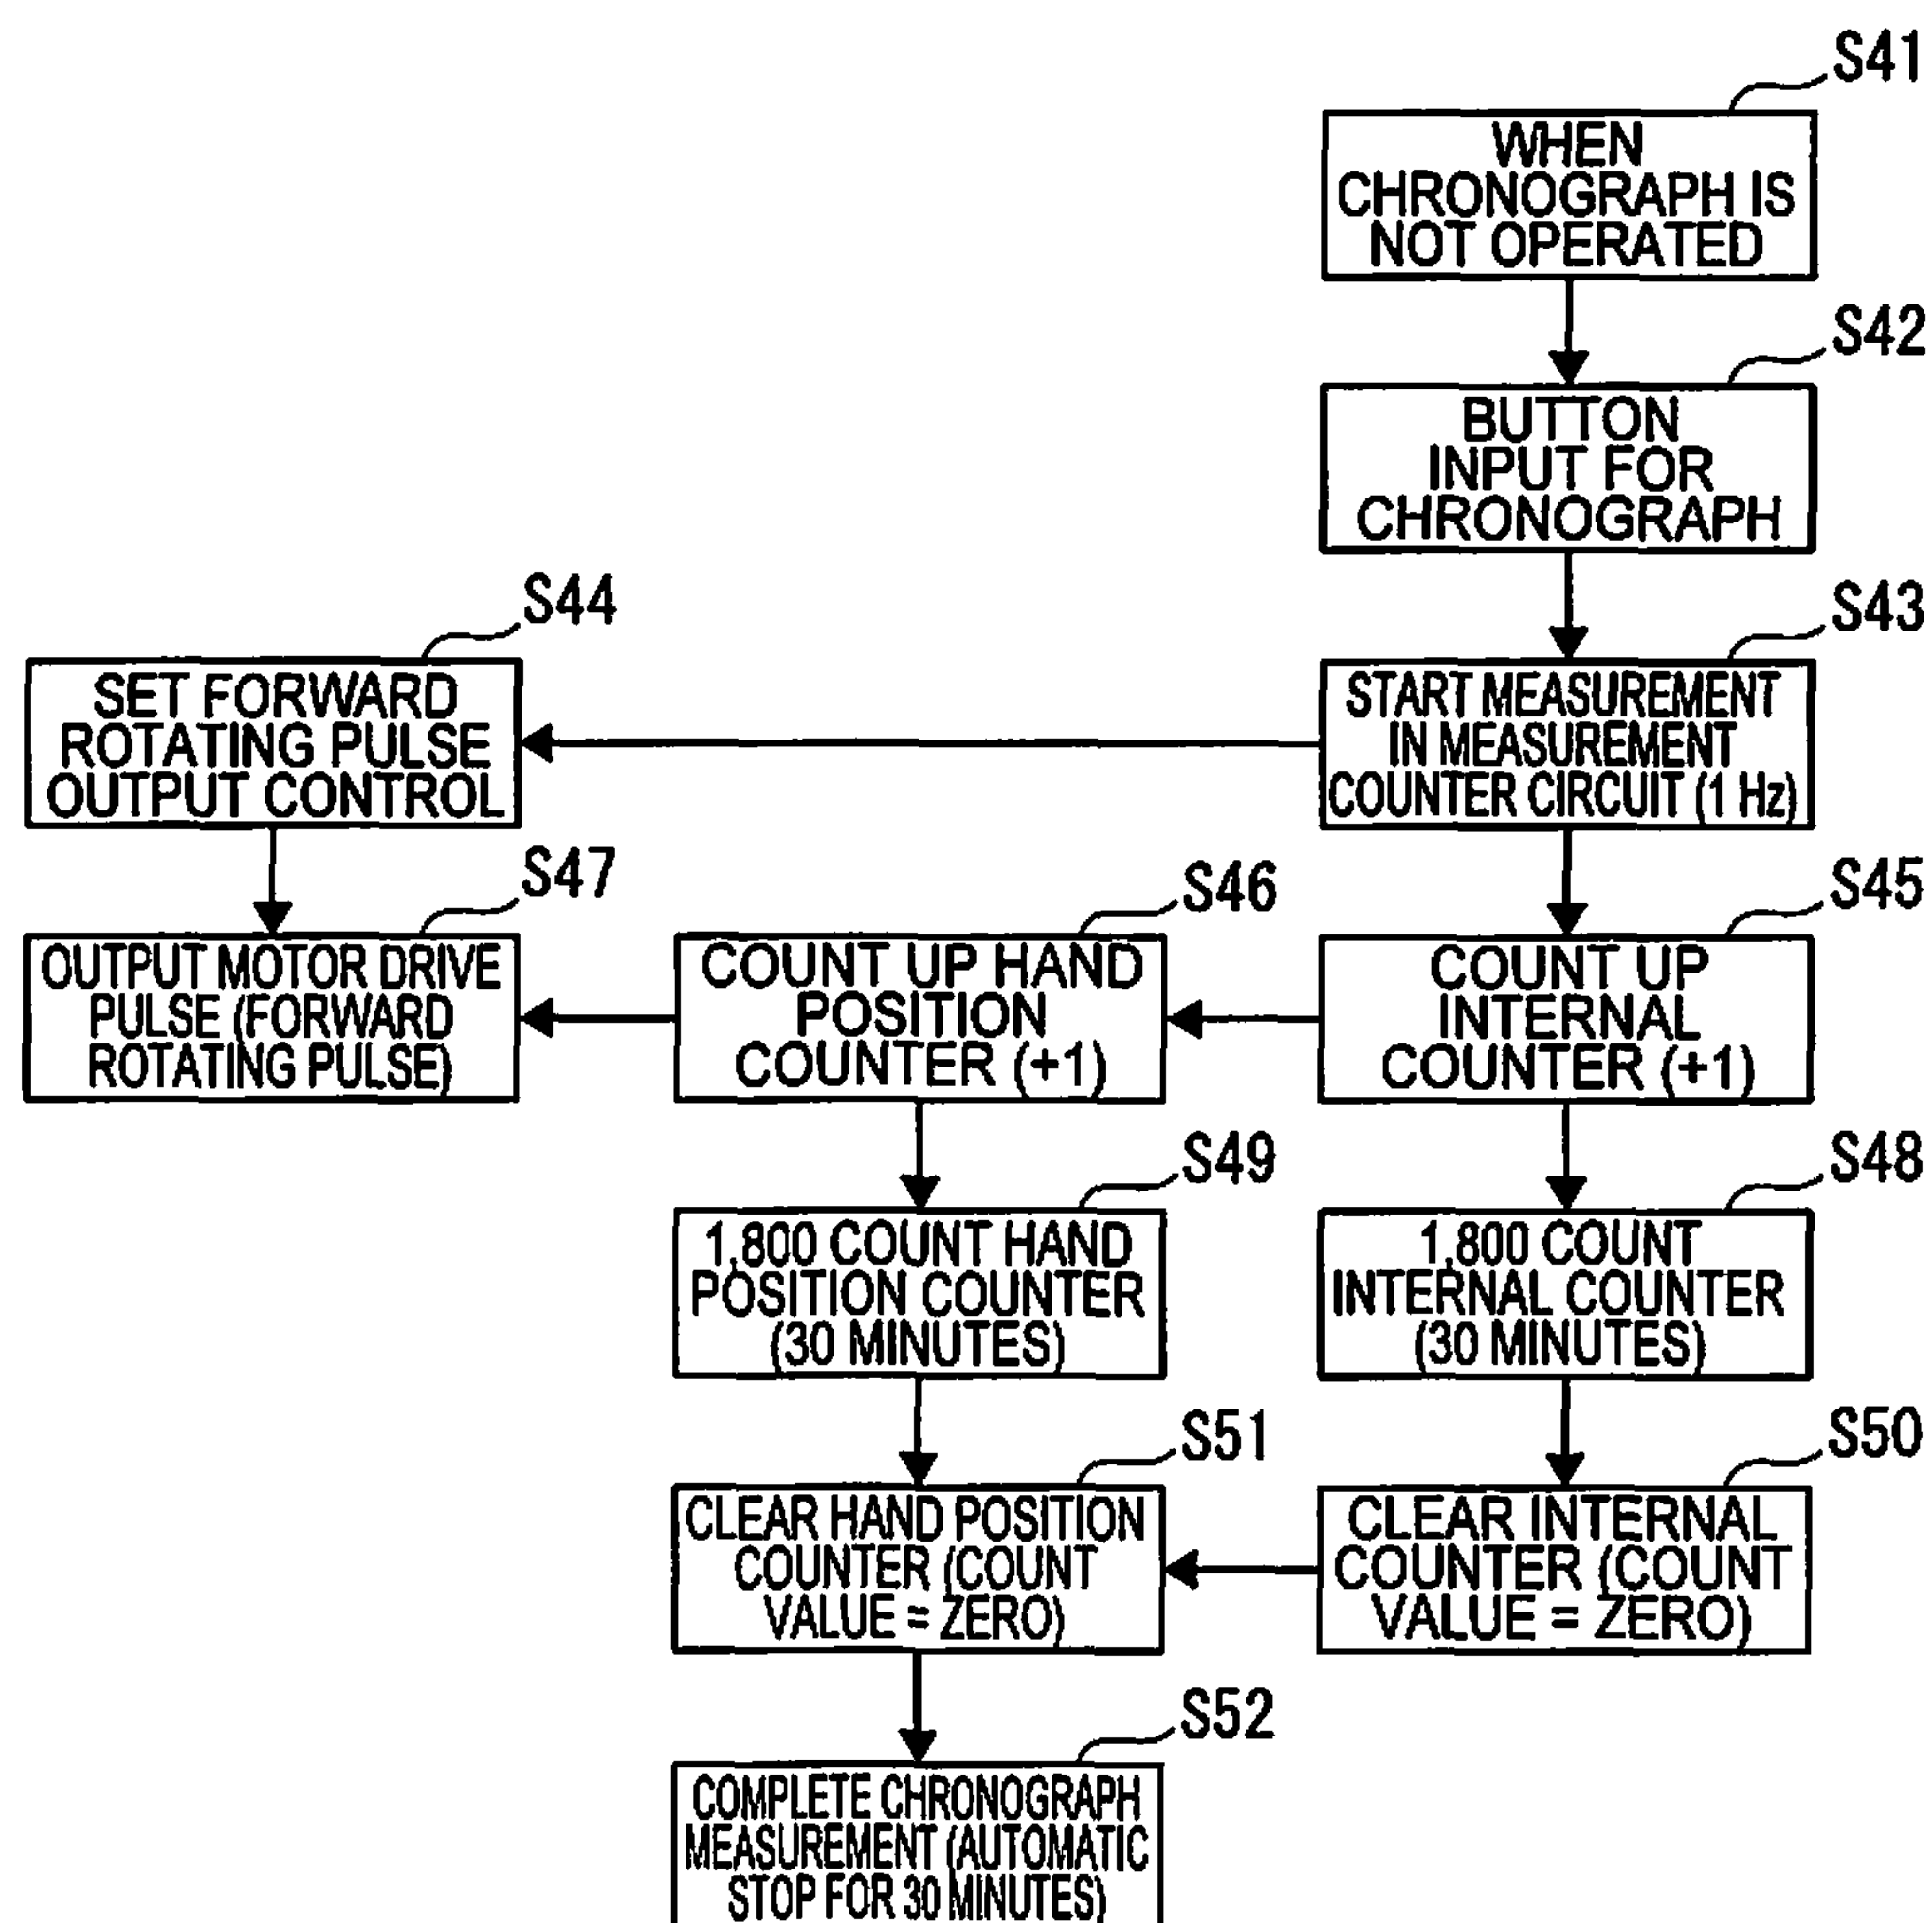 S41
WHEN
CHRONOGRAPH IS
NOT OPERATED
S42
BUTTON
INPUT FOR
CHRONOGRAPH
S43
START MEASUREMENT
IN MEASUREMENT
COUNTER CIRCUIT (1 Hz)
S44
SET FORWARD
ROTATING PULSE
OUTPUT CONTROL
S45
COUNT UP
INTERNAL
COUNTER (+1)
S46
COUNT UP HAND
POSITION
COUNTER (+1)
S47
OUTPUT MOTOR DRIVE
PULSE (FORWARD
ROTATING PULSE)
S48
1,800 COUNT
INTERNAL COUNTER
(30 MINUTES)
S49
1,800 COUNT HAND
POSITION COUNTER
(30 MINUTES)
S50
CLEAR INTERNAL
COUNTER (COUNT
VALUE = ZERO)
S51
CLEAR HAND POSITION
COUNTER (COUNT
VALUE = ZERO)
S52
COMPLETE CHRONOGRAPH
MEASUREMENT (AUTOMATIC
STOP FOR 30 MINUTES)